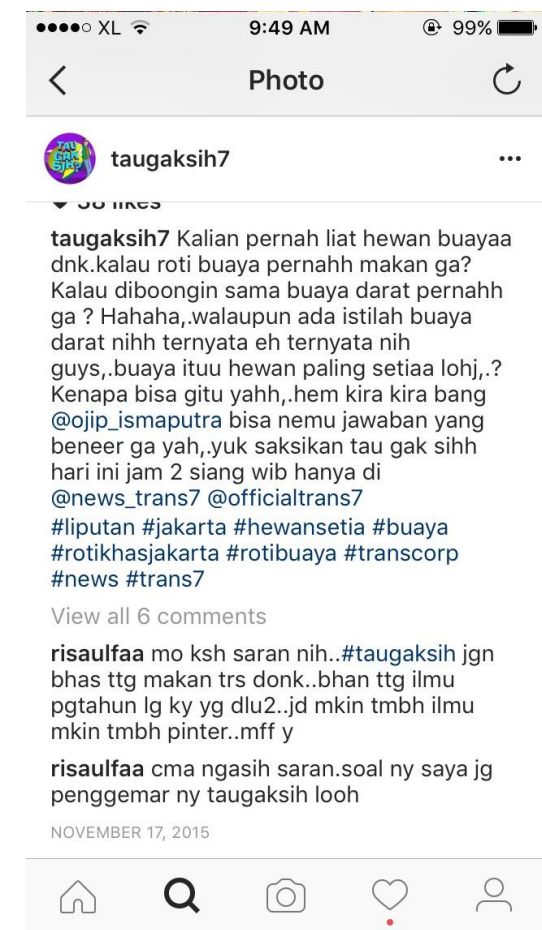 XL 9:49 AM 99%
Photo
TAU GAK SIH?
taugaksih7
38 likes
taugaksih7 Kalian pernah liat hewan buayaa
dnk.kalau roti buaya pernahh makan ga?
Kalau diboongin sama buaya darat pernahh
ga ? Hahaha,.walaupun ada istilah buaya
darat nihh ternyata eh ternyata nih
guys,.buaya ituu hewan paling setiaa lohj,.?
Kenapa bisa gitu yahh,.hem kira kira bang
@ojip_ismaputra bisa nemu jawaban yang
beneer ga yah,.yuk saksikan tau gak sihh
hari ini jam 2 siang wib hanya di
@news_trans7 @officialtrans7
#liputan #jakarta #hewansetia #buaya
#rotikhasjakarta #rotibuaya #transcorp
#news #trans7
View all 6 comments
risaulfaa mo ksh saran nih..#taugaksih jgn
bhas ttg makan trs donk..bhan ttg ilmu
pgtahun lg ky yg dlu2..jd mkin tmbh ilmu
mkin tmbh pinter..mff y
risaulfaa cma ngasih saran.soal ny saya jg
penggemar ny taugaksih looh
NOVEMBER 17, 2015